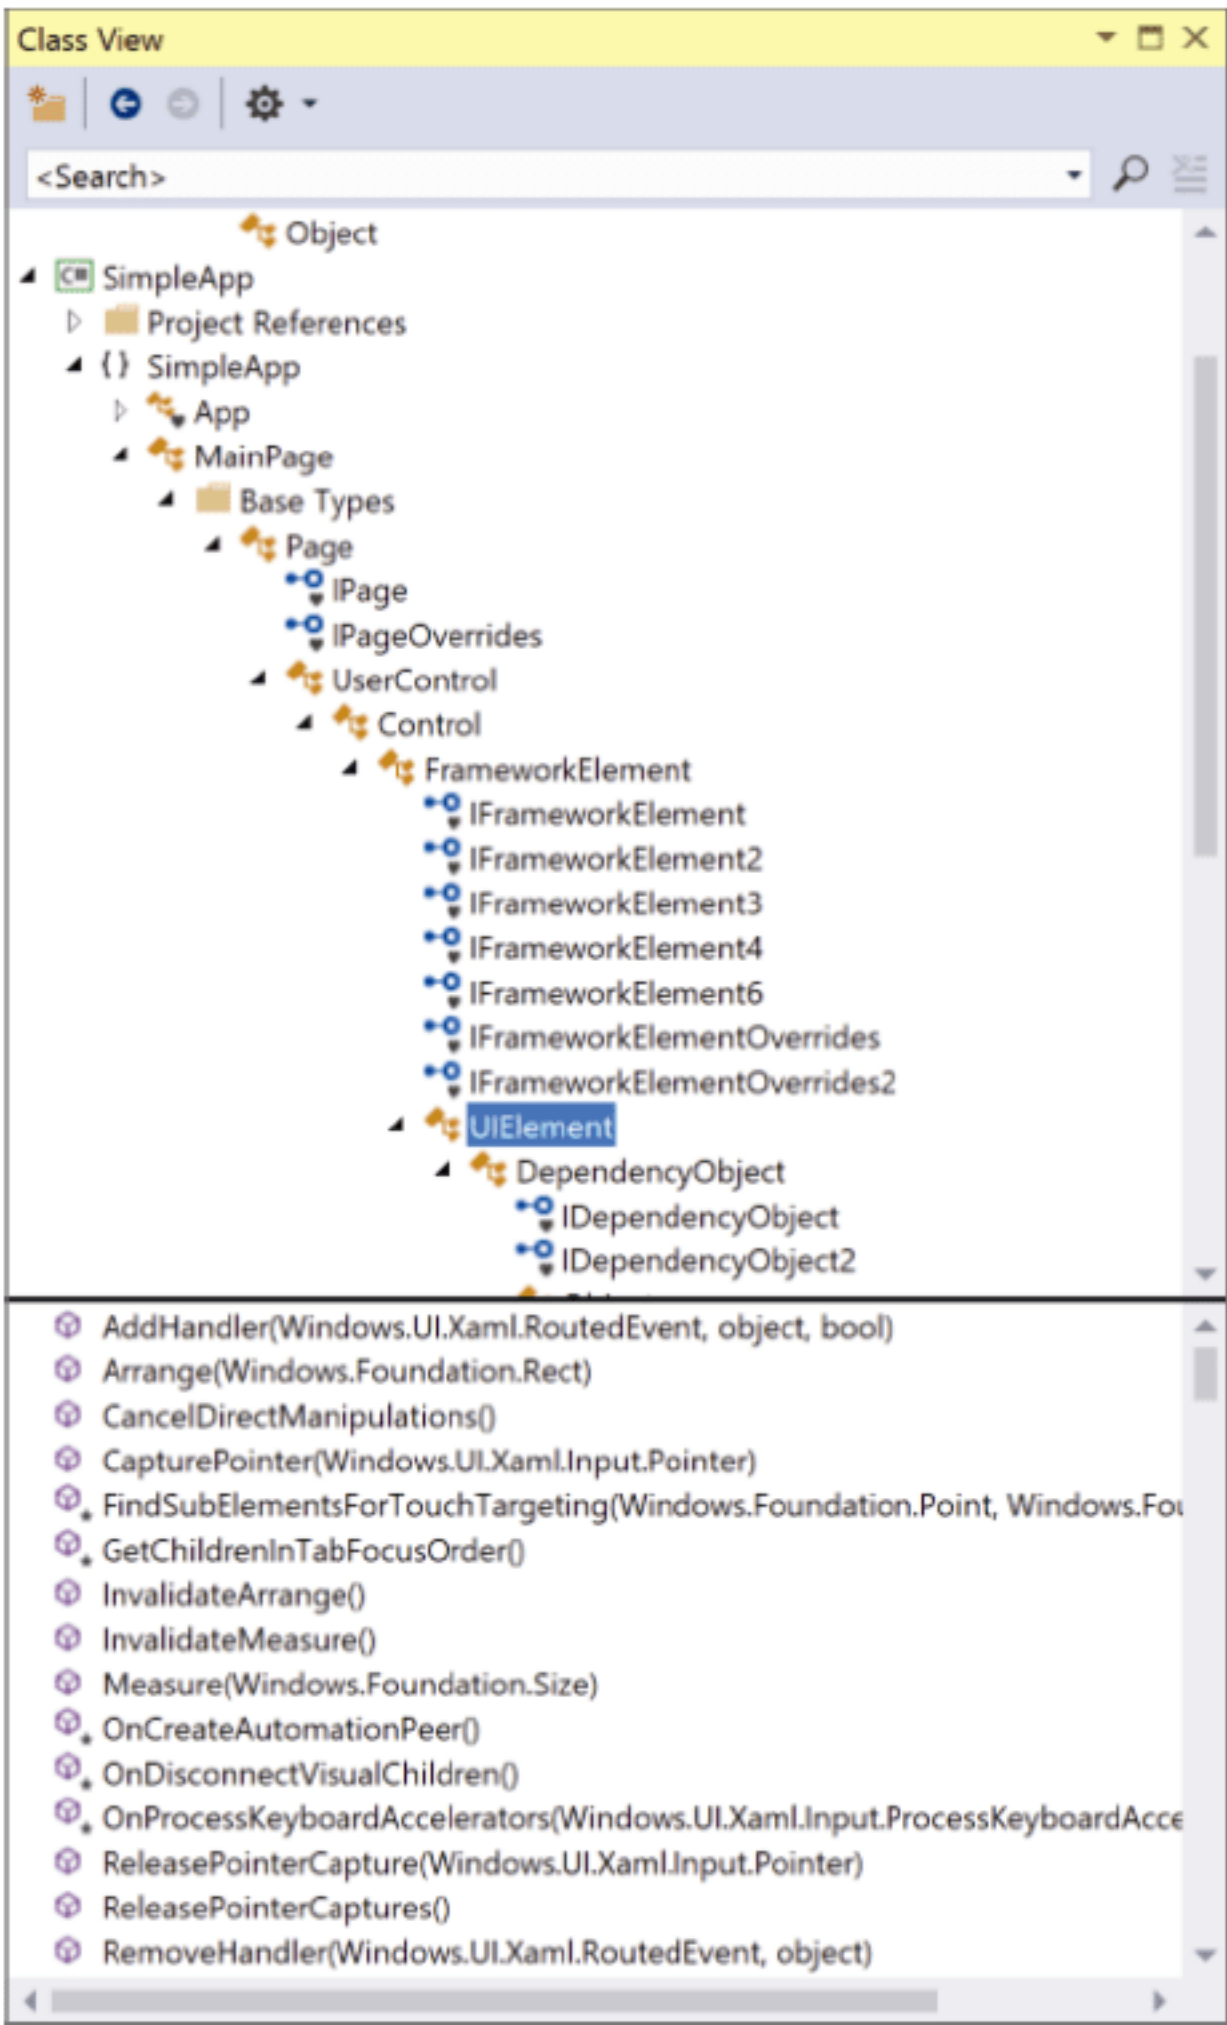 Class View
<Search>
Object
C# SimpleApp
Project References
{ } SimpleApp
App
MainPage
Base Types
Page
IPage
IPageOverrides
UserControl
Control
FrameworkElement
IFrameworkElement
IFrameworkElement2
IFrameworkElement3
IFrameworkElement4
IFrameworkElement6
IFrameworkElementOverrides
IFrameworkElementOverrides2
UIElement
DependencyObject
IDependencyObject
IDependencyObject2
AddHandler(Windows.UI.Xaml.RoutedEvent, object, bool)
Arrange(Windows.Foundation.Rect)
CancelDirectManipulations()
CapturePointer(Windows.UI.Xaml.Input.Pointer)
FindSubElementsForTouchTargeting(Windows.Foundation.Point, Windows.Fou
GetChildrenInTabFocusOrder()
InvalidateArrange()
InvalidateMeasure()
Measure(Windows.Foundation.Size)
OnCreateAutomationPeer()
OnDisconnectVisualChildren()
OnProcessKeyboardAccelerators(Windows.UI.Xaml.Input.ProcessKeyboardAcce
ReleasePointerCapture(Windows.UI.Xaml.Input.Pointer)
ReleasePointerCaptures()
RemoveHandler(Windows.UI.Xaml.RoutedEvent, object)